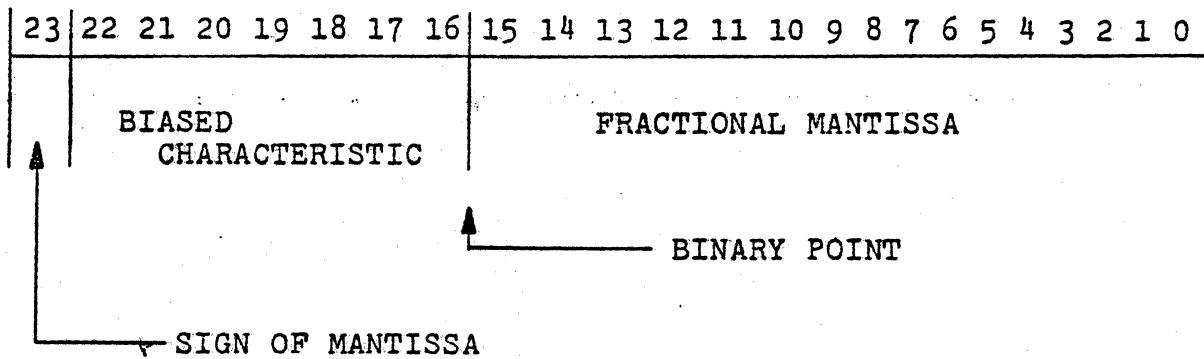 23 22 21 20 19 18 17 16 15 14 13 12 11 10 9 8 7 6 5 4 3 2 1 0
BIASED
CHARACTERISTIC
FRACTIONAL MANTISSA
BINARY POINT
SIGN OF MANTISSA